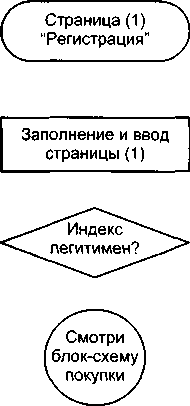 Страница (1)
“Регистрация”
Заполнение и ввод
страницы (1)
Индекс
легитимен?
Смотри
блок-схему
покупки